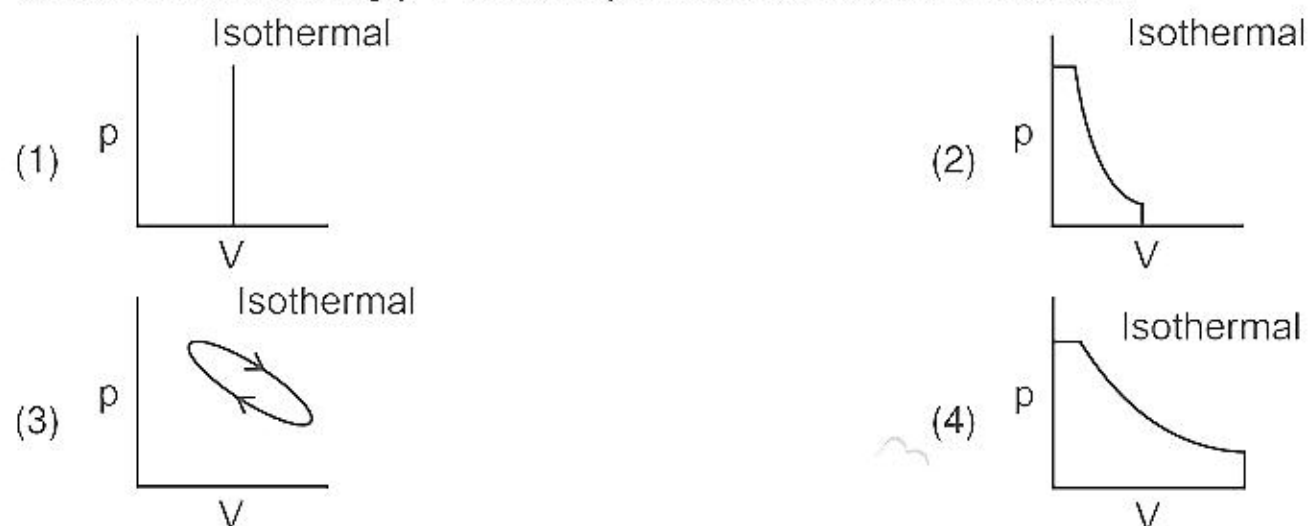 Isothermal
(1)
p
V
Isothermal
(2)
p
V
Isothermal
(3)
p
V
Isothermal
(4)
p
V